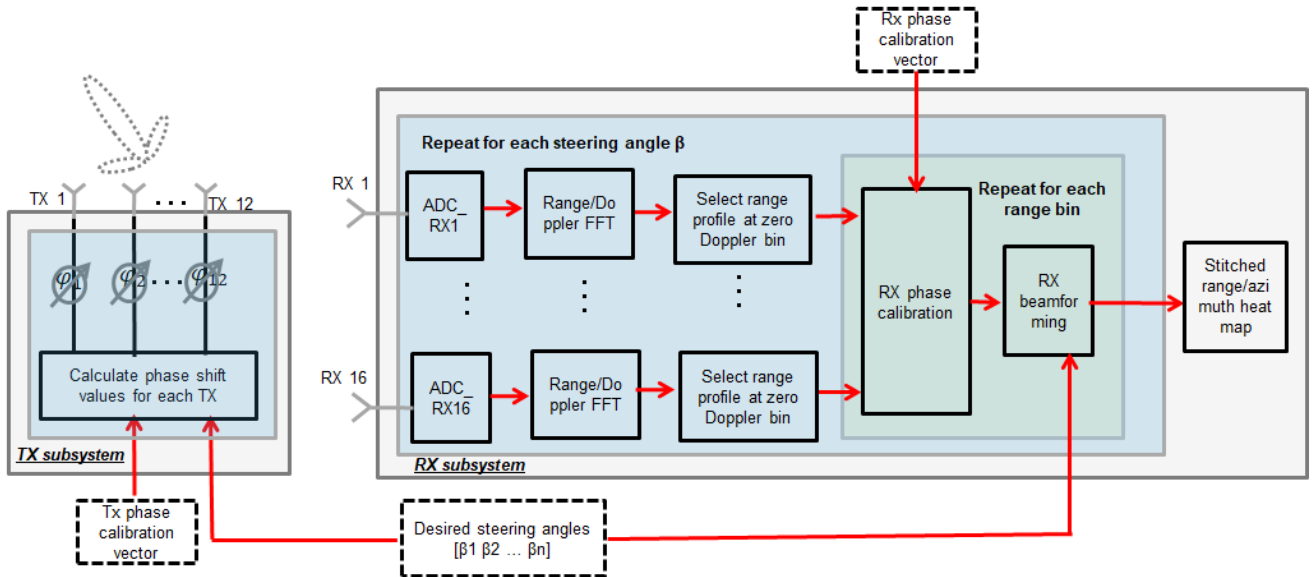 Rx phase
calibration
vector
Repeat for each steering angle β
TX 1
. . .
TX 12
φ1
φ2
...
φ12
Calculate phase shift
values for each TX
TX subsystem
Tx phase
calibration
vector
RX 1
ADC_
RX1
Range/Do
ppler FFT
Select range
profile at zero
Doppler bin
Repeat for each
range bin
RX phase
calibration
RX
beamfor
ming
Stitched
range/azi
muth heat
map
RX 16
ADC_
RX16
Range/Do
ppler FFT
Select range
profile at zero
Doppler bin
RX subsystem
Desired steering angles
[β1 β2 … βn]